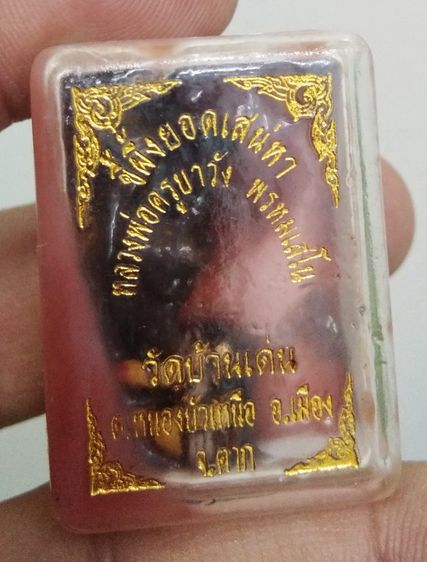 ขี้ผึ้งยอดเสน่หา
หลวงพ่อครูบาวัง พรหมเสโน
วัดบ้านเด่น
ต.หนองบัวเหนือ อ.เมือง
จ.ตาก